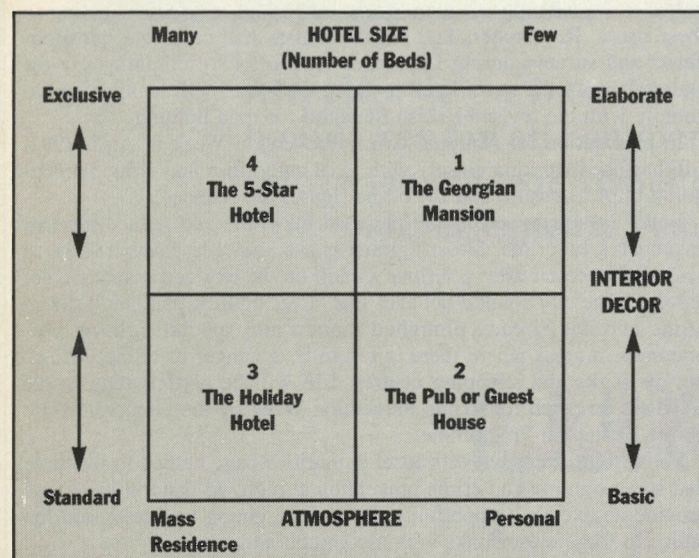 Many HOTEL SIZE Few
(Number of Beds)
Exclusive Elaborate
4 1
The 5-Star The Georgian
Hotel Mansion
INTERIOR
DECOR
3 2
The Holiday The Pub or Guest
Hotel House
Standard Basic
Mass ATMOSPHERE Personal
Residence